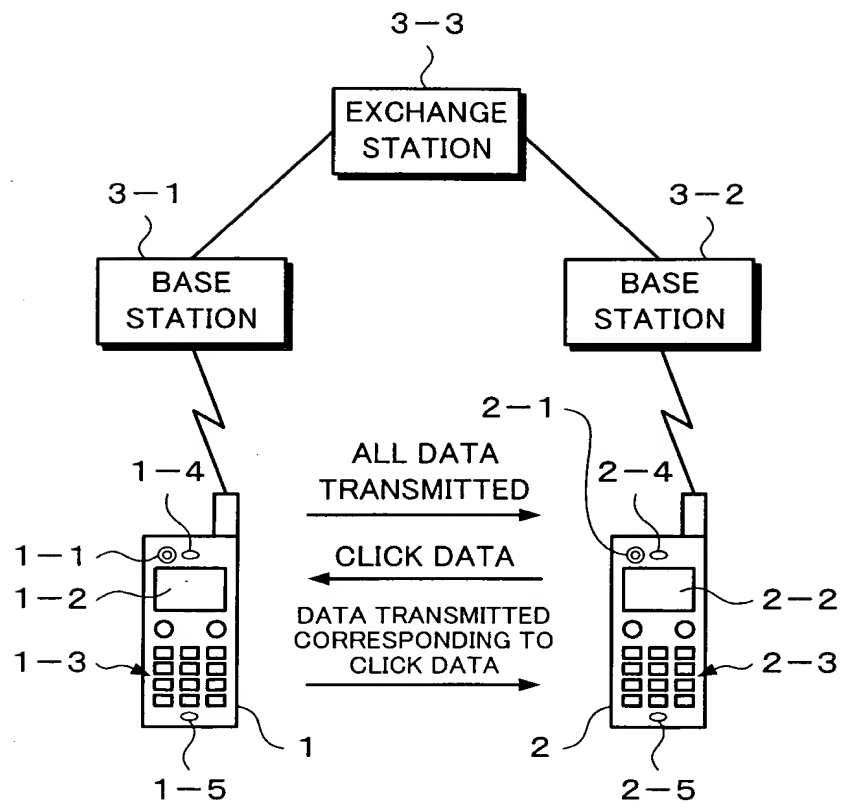 3-3
EXCHANGE
STATION
3-1
3-2
BASE
STATION
BASE
STATION
2-1
ALL DATA
TRANSMITTED
1-4
2-4
1-1
CLICK DATA
1-2
2-2
DATA TRANSMITTED
CORRESPONDING TO
CLICK DATA
1-3
2-3
1
2
1-5
2-5